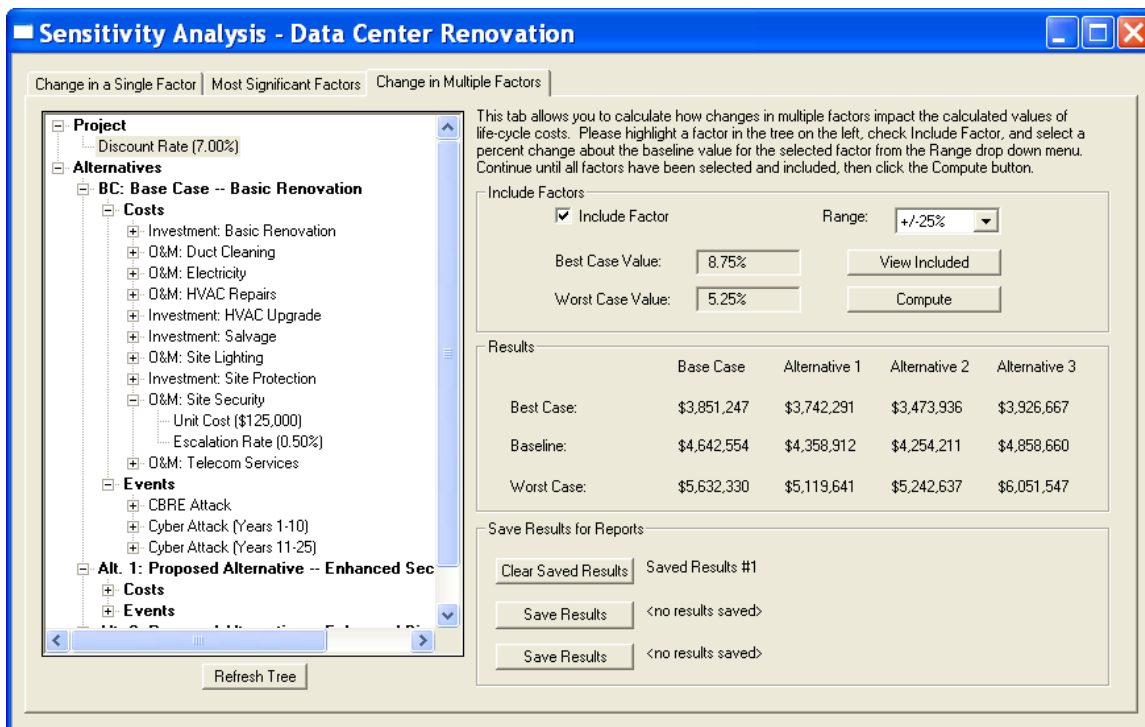 Sensitivity Analysis - Data Center Renovation
Change in a Single Factor
Most Significant Factors
Change in Multiple Factors
Project
Discount Rate (7.00%)
Alternatives
BC: Base Case -- Basic Renovation
Costs
Investment: Basic Renovation
O&M: Duct Cleaning
O&M: Electricity
O&M: HVAC Repairs
Investment: HVAC Upgrade
Investment: Salvage
O&M: Site Lighting
Investment: Site Protection
O&M: Site Security
Unit Cost ($125,000)
Escalation Rate (0.50%)
O&M: Telecom Services
Events
CBRE Attack
Cyber Attack (Years 1-10)
Cyber Attack (Years 11-25)
Alt. 1: Proposed Alternative -- Enhanced Sec
Costs
Events
Refresh Tree
This tab allows you to calculate how changes in multiple factors impact the calculated values of
life-cycle costs. Please highlight a factor in the tree on the left, check Include Factor, and select a
percent change about the baseline value for the selected factor from the Range drop down menu.
Continue until all factors have been selected and included, then click the Compute button.
Include Factors
Include Factor Range: +/-25%
Best Case Value: 8.75% View Included
Worst Case Value: 5.25% Compute
Results
Base Case Alternative 1 Alternative 2 Alternative 3
Best Case: $3,851,247 $3,742,291 $3,473,936 $3,926,667
Baseline: $4,642,554 $4,358,912 $4,254,211 $4,858,660
Worst Case: $5,632,330 $5,119,641 $5,242,637 $6,051,547
Save Results for Reports
Clear Saved Results Saved Results #1
Save Results <no results saved>
Save Results <no results saved>